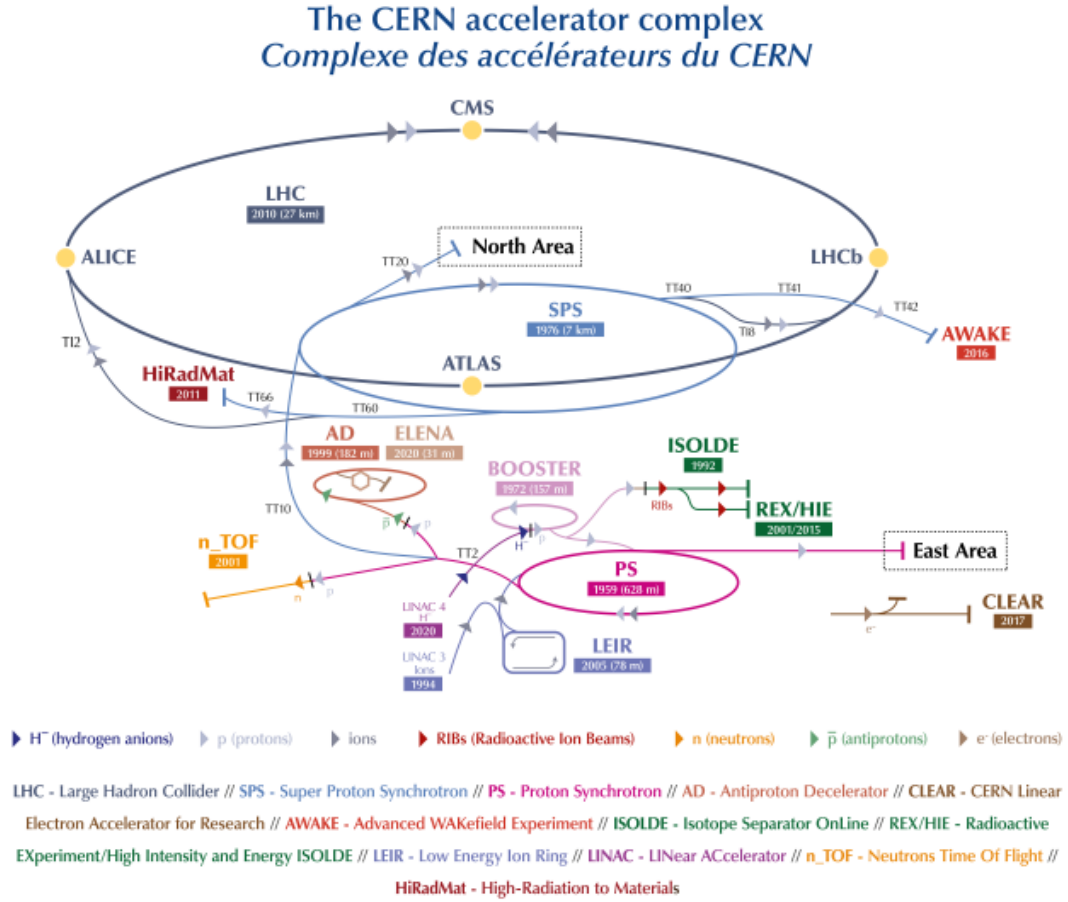 The CERN accelerator complex
Complexe des accélérateurs du CERN
CMS
LHC
2010 (27 km)
ALICE
LHCb
North Area
TT20
SPS
1976 (7 km)
TT40
TT41
TT42
TI8
AWAKE
2016
TI2
ATLAS
HiRadMat
2011
TT66
TT60
AD
1999 (182 m)
ELENA
2020 (31 m)
p̅
p
TT10
BOOSTER
1972 (157 m)
H⁻
p
ISOLDE
1992
RIBs
REX/HIE
2001/2015
n_TOF
2001
n
p
TT2
PS
1959 (628 m)
East Area
LINAC 4
H⁻
2020
LINAC 3
Ions
1994
LEIR
2005 (78 m)
e⁻
CLEAR
2017
H⁻ (hydrogen anions)
p (protons)
ions
RIBs (Radioactive Ion Beams)
n (neutrons)
p̅ (antiprotons)
e⁻ (electrons)
LHC - Large Hadron Collider // SPS - Super Proton Synchrotron // PS - Proton Synchrotron // AD - Antiproton Decelerator // CLEAR - CERN Linear
Electron Accelerator for Research // AWAKE - Advanced WAKefield Experiment // ISOLDE - Isotope Separator OnLine // REX/HIE - Radioactive
EXperiment/High Intensity and Energy ISOLDE // LEIR - Low Energy Ion Ring // LINAC - LINear ACcelerator // n_TOF - Neutrons Time Of Flight //
HiRadMat - High-Radiation to Materials